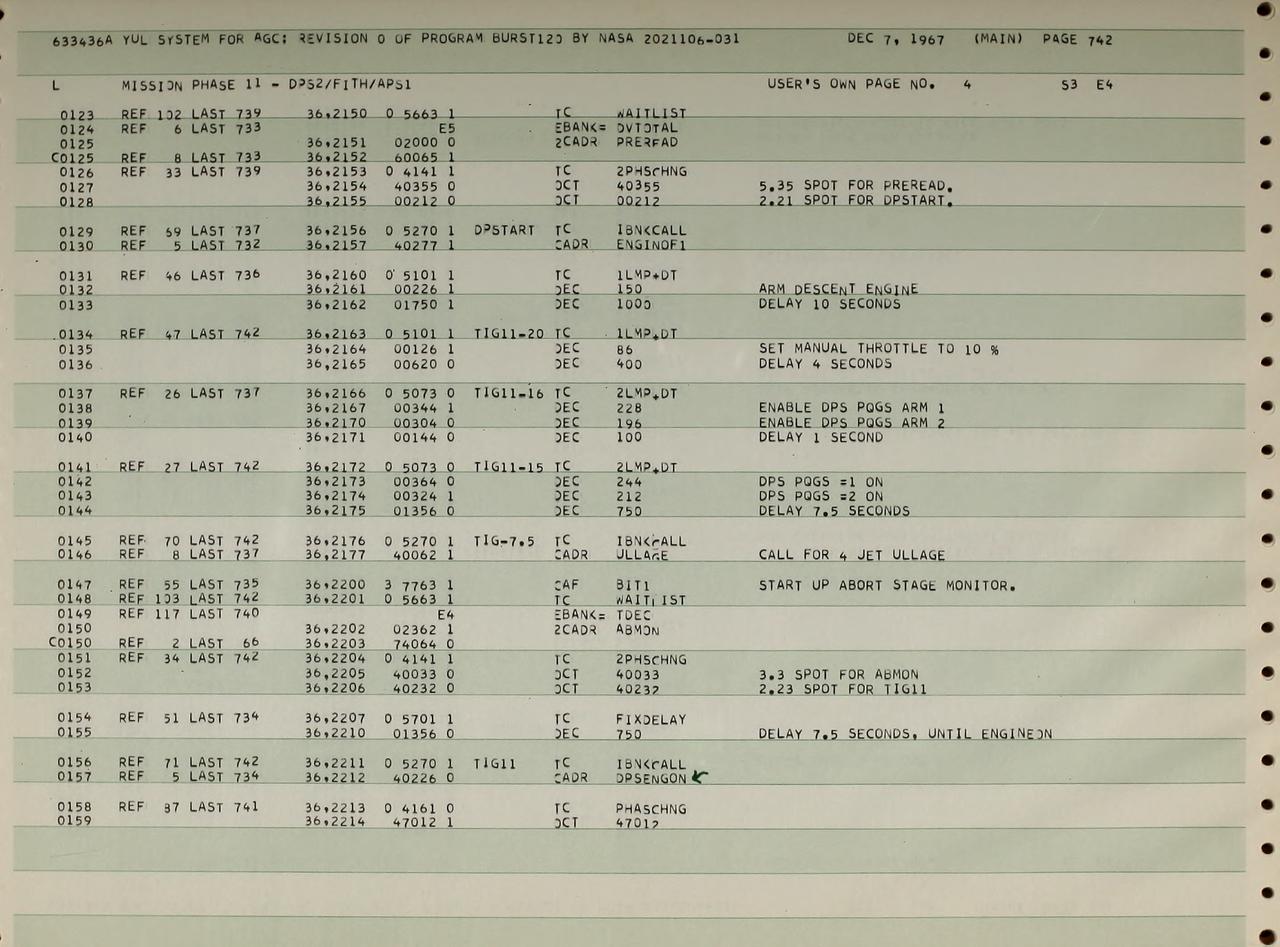 633436A YUL SYSTEM FOR AGC: REVISION 0 OF PROGRAM BURST120 BY NASA 2021106-031 DEC 7, 1967 (MAIN) PAGE 742
L MISSION PHASE 11 - DPS2/FITH/APS1 USER'S OWN PAGE NO. 4 S3 E4
0123 REF 102 LAST 739 36,2150 0 5663 1 TC WAITLIST
0124 REF 6 LAST 733 E5 EBANK= DVTOTAL
0125 36,2151 02000 0 2CADR PREREAD
C0125 REF 8 LAST 733 36,2152 60065 1
0126 REF 33 LAST 739 36,2153 0 4141 1 TC 2PHSCHNG
0127 36,2154 40355 0 OCT 40355 5.35 SPOT FOR PREREAD.
0128 36,2155 00212 0 OCT 00212 2.21 SPOT FOR DPSTART.
0129 REF 69 LAST 737 36,2156 0 5270 1 DPSTART TC IBNKCALL
0130 REF 5 LAST 732 36,2157 40277 1 CADR ENGINOF1
0131 REF 46 LAST 736 36,2160 0 5101 1 TC 1LMP+DT
0132 36,2161 00226 1 DEC 150 ARM DESCENT ENGINE
0133 36,2162 01750 1 DEC 1000 DELAY 10 SECONDS
0134 REF 47 LAST 742 36,2163 0 5101 1 TIG11-20 TC 1LMP+DT
0135 36,2164 00126 1 DEC 86 SET MANUAL THROTTLE TO 10 %
0136 36,2165 00620 0 DEC 400 DELAY 4 SECONDS
0137 REF 26 LAST 737 36,2166 0 5073 0 TIG11-16 TC 2LMP+DT
0138 36,2167 00344 1 DEC 228 ENABLE DPS PQGS ARM 1
0139 36,2170 00304 0 DEC 196 ENABLE DPS PQGS ARM 2
0140 36,2171 00144 0 DEC 100 DELAY 1 SECOND
0141 REF 27 LAST 742 36,2172 0 5073 0 TIG11-15 TC 2LMP+DT
0142 36,2173 00364 0 DEC 244 DPS PQGS =1 ON
0143 36,2174 00324 1 DEC 212 DPS PQGS =2 ON
0144 36,2175 01356 0 DEC 750 DELAY 7.5 SECONDS
0145 REF 70 LAST 742 36,2176 0 5270 1 TIG-7.5 TC IBNKCALL
0146 REF 8 LAST 737 36,2177 40062 1 CADR ULLAGE CALL FOR 4 JET ULLAGE
0147 REF 55 LAST 735 36,2200 3 7763 1 CAF BIT1 START UP ABORT STAGE MONITOR.
0148 REF 103 LAST 742 36,2201 0 5663 1 TC WAITLIST
0149 REF 117 LAST 740 E4 EBANK= TDEC
0150 36,2202 02362 1 2CADR ABMON
C0150 REF 2 LAST 66 36,2203 74064 0
0151 REF 34 LAST 742 36,2204 0 4141 1 TC 2PHSCHNG
0152 36,2205 40033 0 OCT 40033 3.3 SPOT FOR ABMON
0153 36,2206 40232 0 OCT 40232 2.23 SPOT FOR TIG11
0154 REF 51 LAST 734 36,2207 0 5701 1 TC FIXDELAY
0155 36,2210 01356 0 DEC 750 DELAY 7.5 SECONDS, UNTIL ENGINEON
0156 REF 71 LAST 742 36,2211 0 5270 1 TIG11 TC IBNKCALL
0157 REF 5 LAST 734 36,2212 40226 0 CADR DPSENGON
0158 REF 87 LAST 741 36,2213 0 4161 0 TC PHASCHNG
0159 36,2214 47012 1 OCT 47012